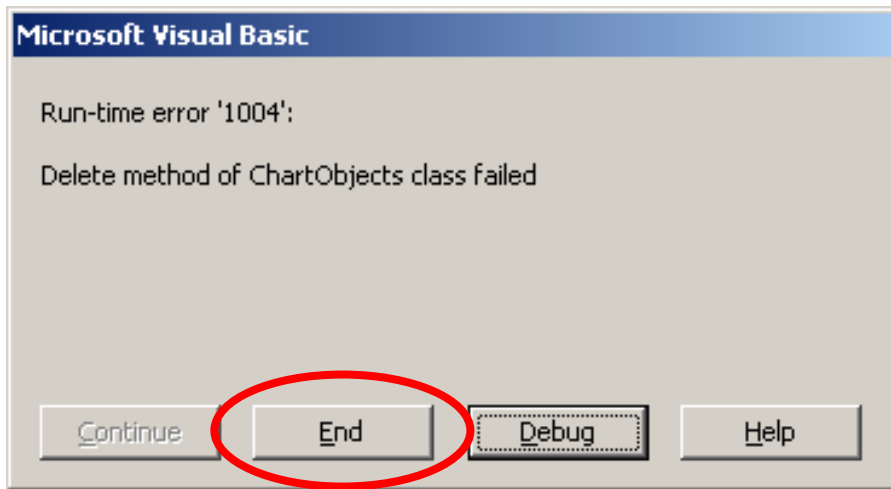 Microsoft Visual Basic
Run-time error '1004':
Delete method of ChartObjects class failed
Continue End Debug Help